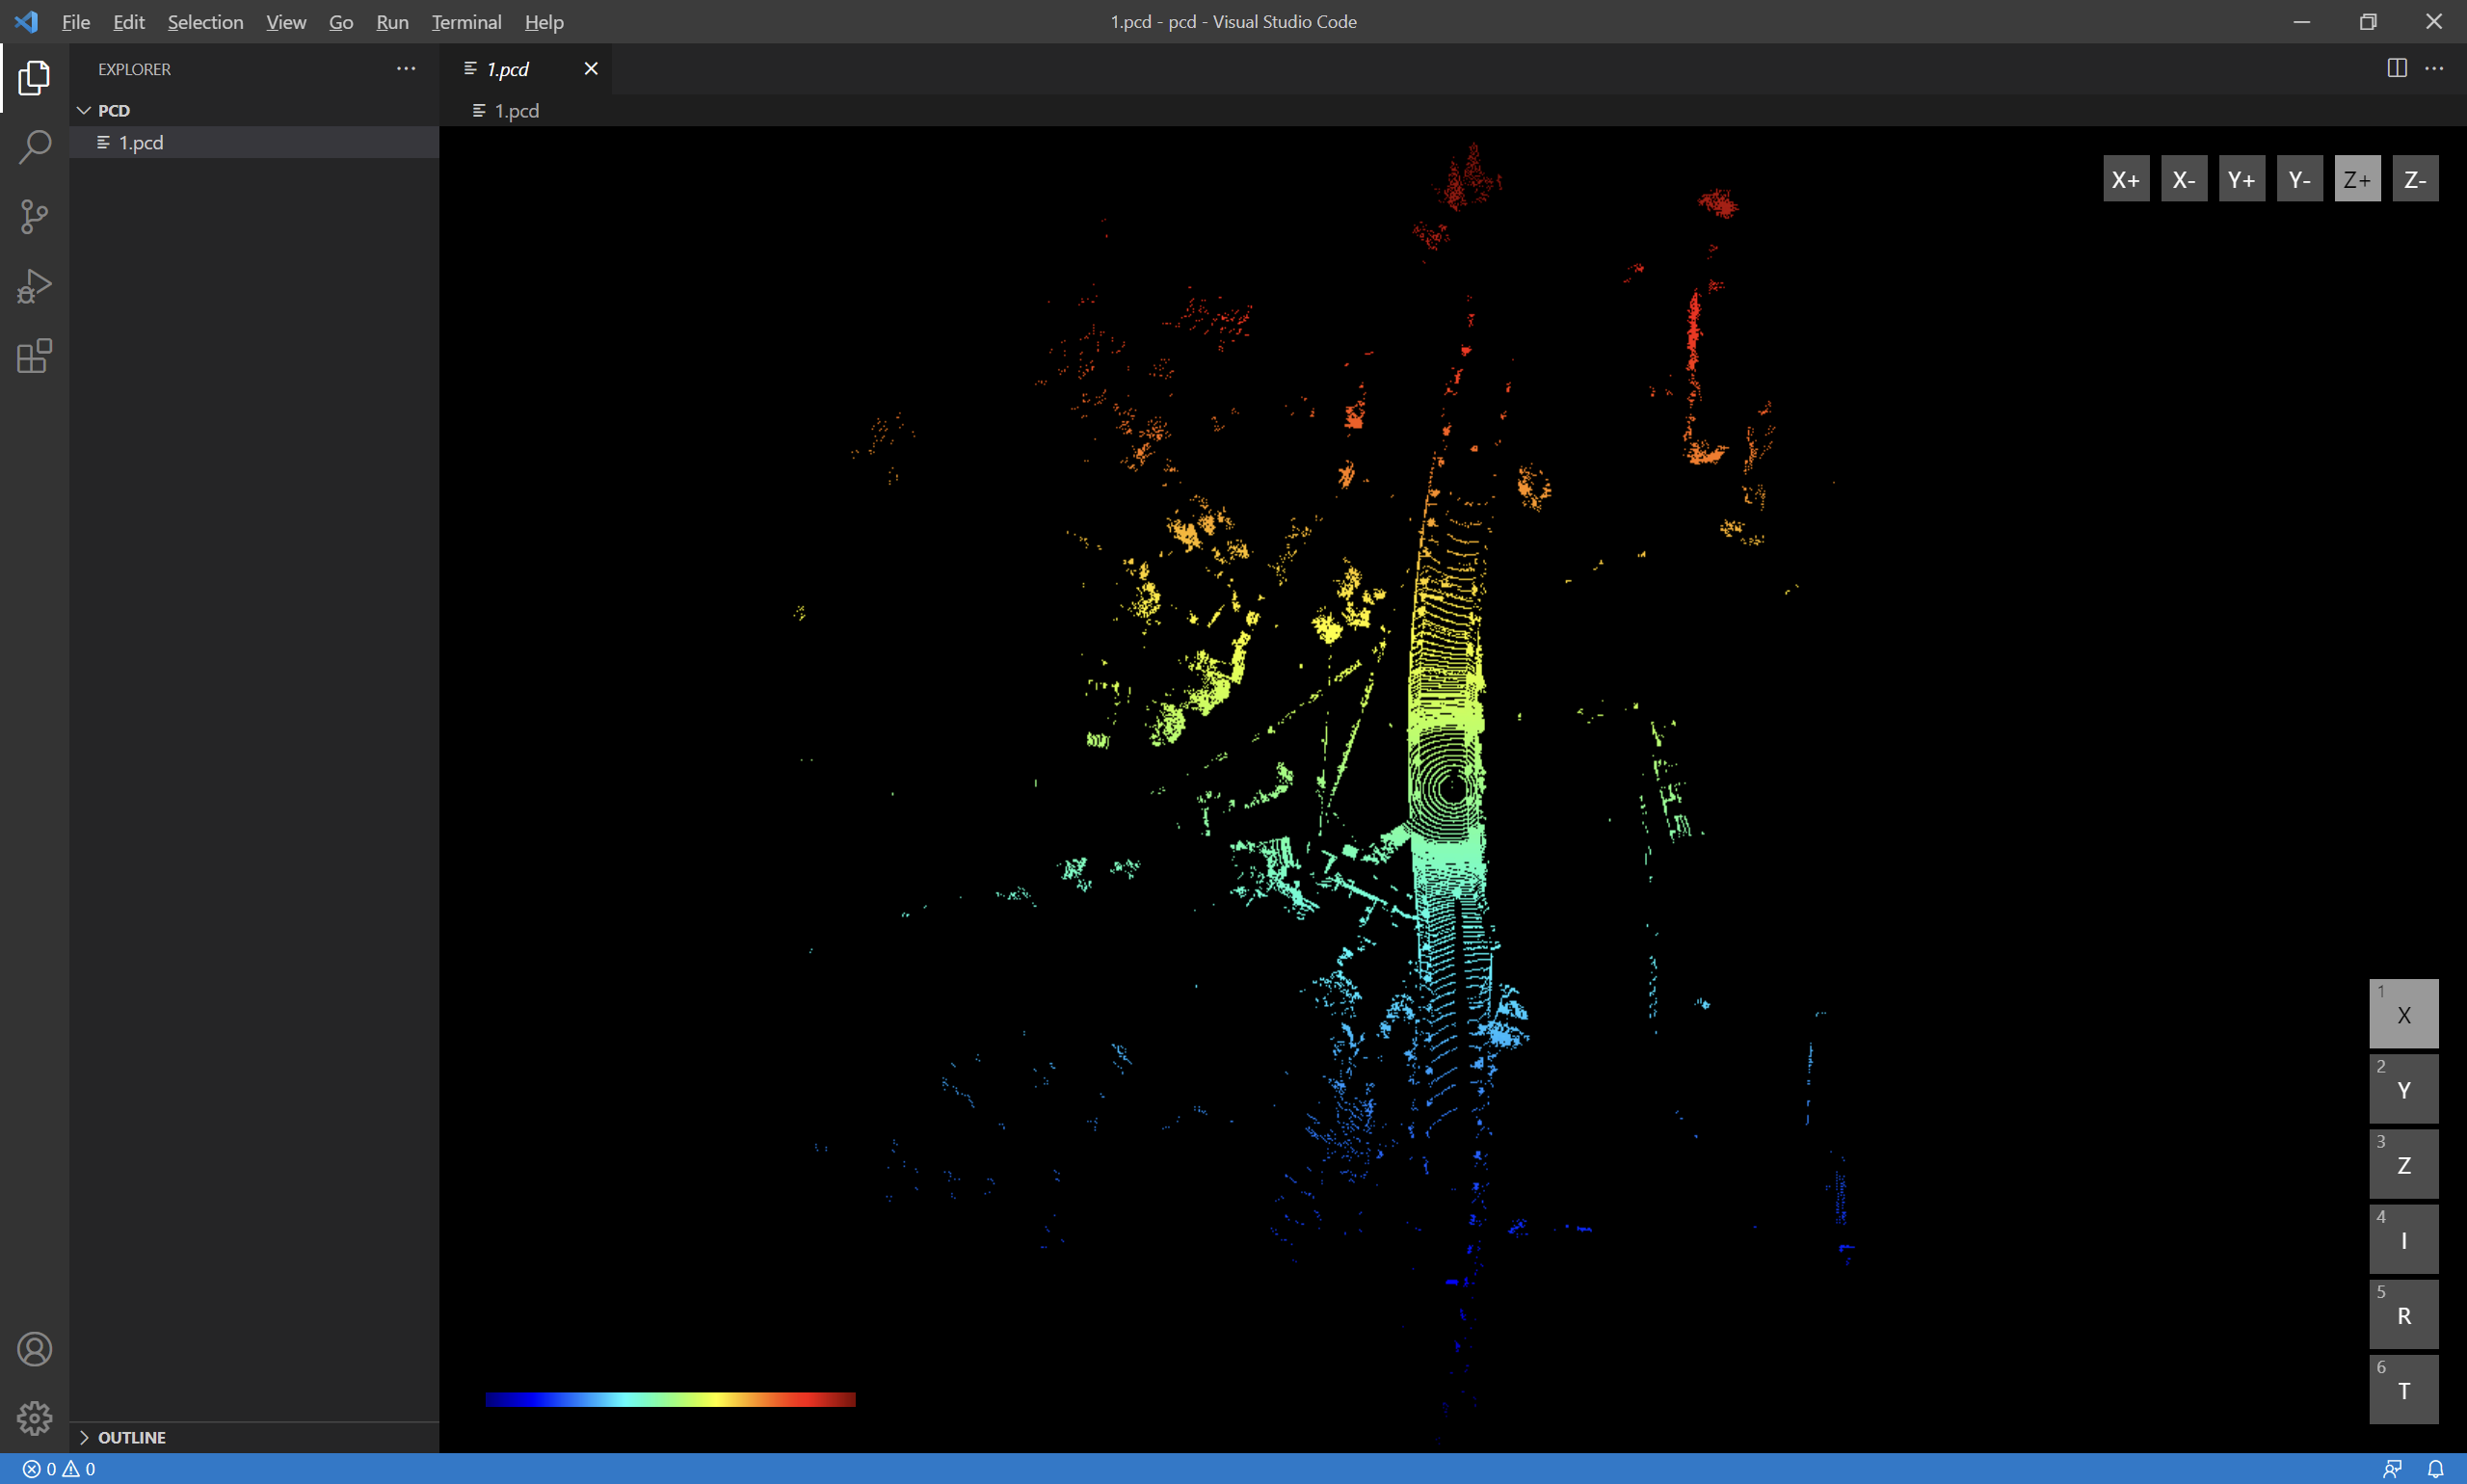 File Edit Selection View Go Run Terminal Help
1.pcd - pcd - Visual Studio Code
EXPLORER
PCD
1.pcd
OUTLINE
1.pcd
1.pcd
X+ X- Y+ Y- Z+ Z-
1 X
2 Y
3 Z
4 I
5 R
6 T
0 0